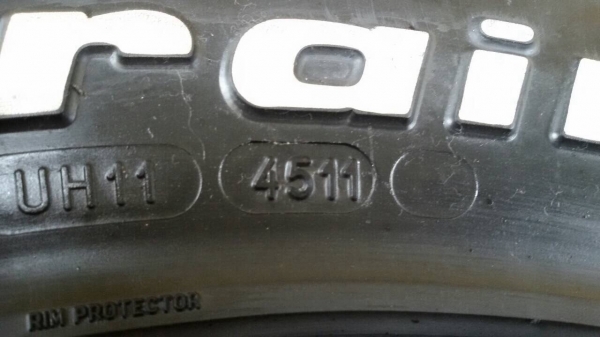 rai
UH11 4511
RIM PROTECTOR